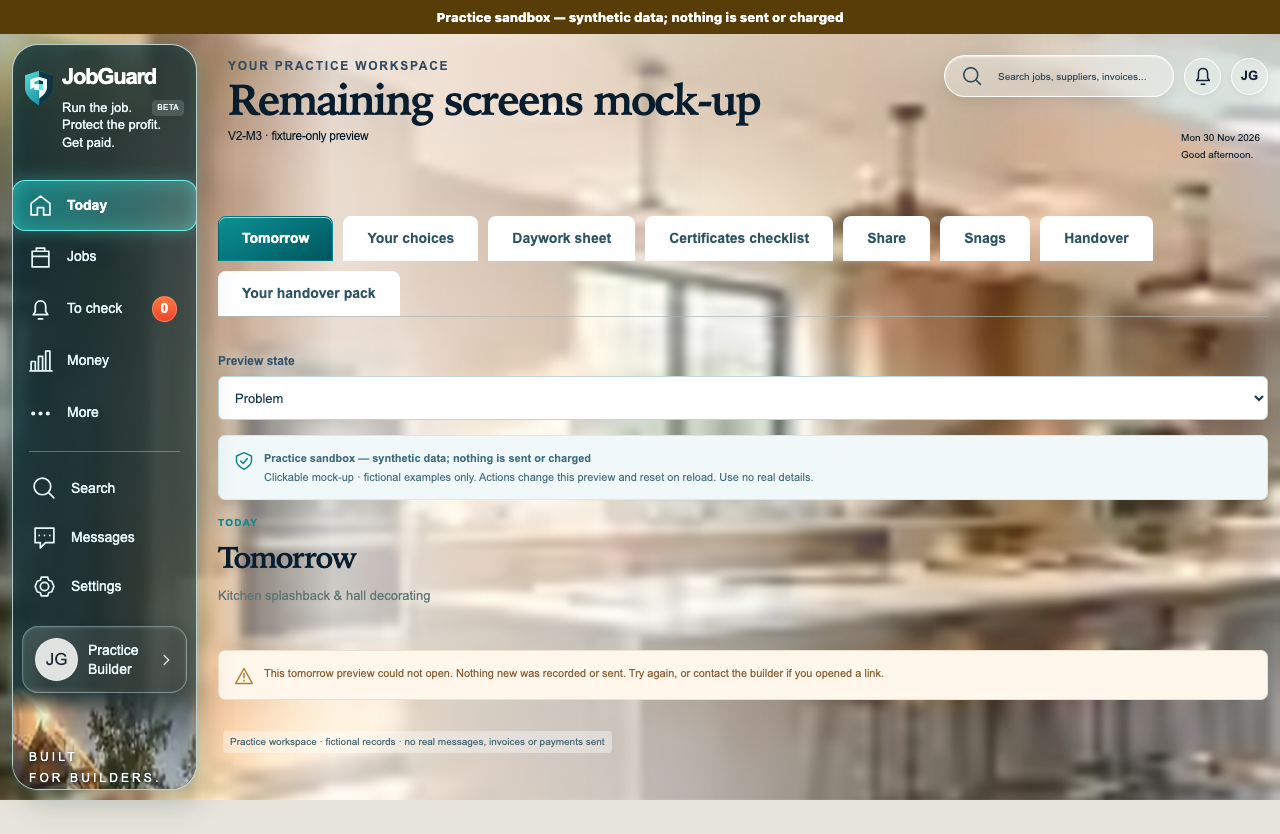 Practice sandbox — synthetic data; nothing is sent or charged
JobGuard
Run the job.
BETA
Protect the profit.
Get paid.
Today
Jobs
To check
0
Money
More
Search
Messages
Settings
JG
Practice
Builder
BUILT
FOR BUILDERS.
YOUR PRACTICE WORKSPACE
Remaining screens mock-up
V2-M3 · fixture-only preview
Search jobs, suppliers, invoices...
JG
Mon 30 Nov 2026
Good afternoon.
Tomorrow
Your choices
Daywork sheet
Certificates checklist
Share
Snags
Handover
Your handover pack
Preview state
Problem
Practice sandbox — synthetic data; nothing is sent or charged
Clickable mock-up · fictional examples only. Actions change this preview and reset on reload. Use no real details.
TODAY
Tomorrow
Kitchen splashback & hall decorating
This tomorrow preview could not open. Nothing new was recorded or sent. Try again, or contact the builder if you opened a link.
Practice workspace · fictional records · no real messages, invoices or payments sent